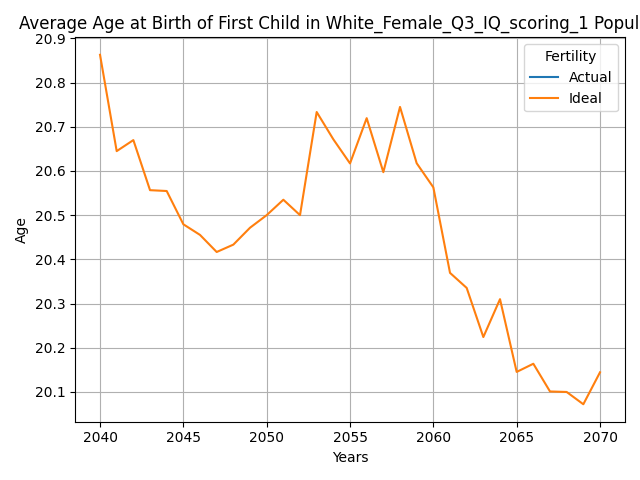 Average Age at Birth of First Child in White_Female_Q3_IQ_scoring_1 Popul
20.9
20.8
20.7
20.6
20.5
20.4
20.3
20.2
20.1
Age
Fertility
Actual
Ideal
2040 2045 2050 2055 2060 2065 2070
Years